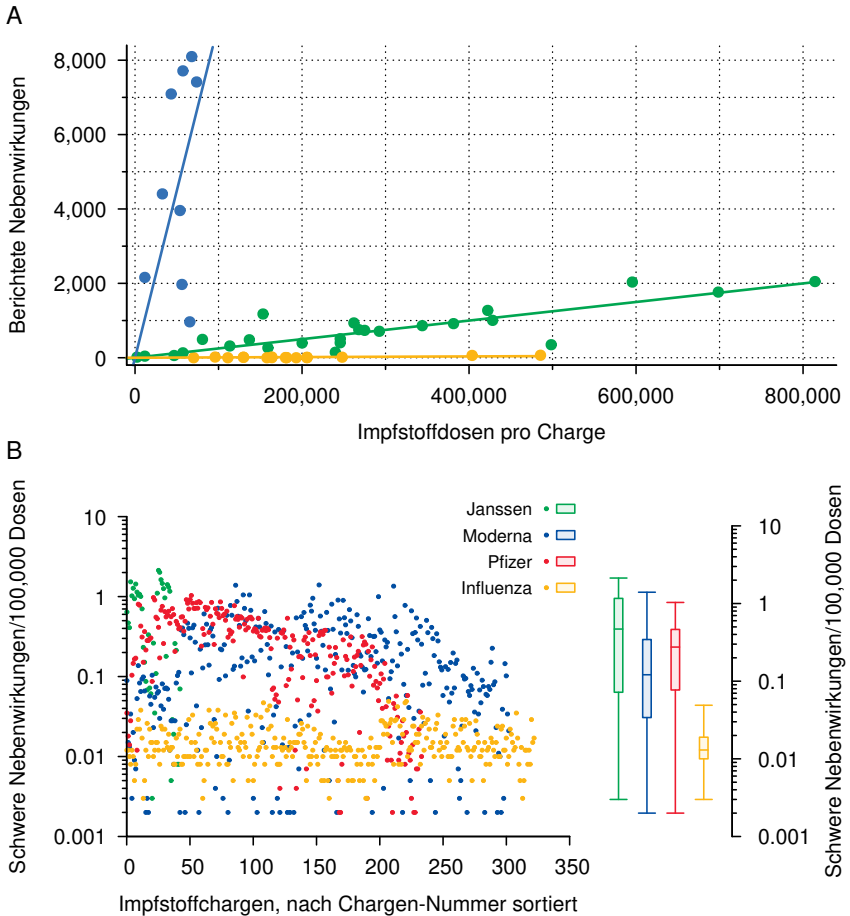 A
Berichtete Nebenwirkungen
8,000
6,000
4,000
2,000
0
0
200,000
400,000
600,000
800,000
Impfstoffdosen pro Charge
B
Schwere Nebenwirkungen/100,000 Dosen
10
1
0.1
0.01
0.001
0
50
100
150
200
250
300
350
Impfstoffchargen, nach Chargen-Nummer sortiert
Janssen
Moderna
Pfizer
Influenza
10
1
0.1
0.01
0.001
Schwere Nebenwirkungen/100,000 Dosen